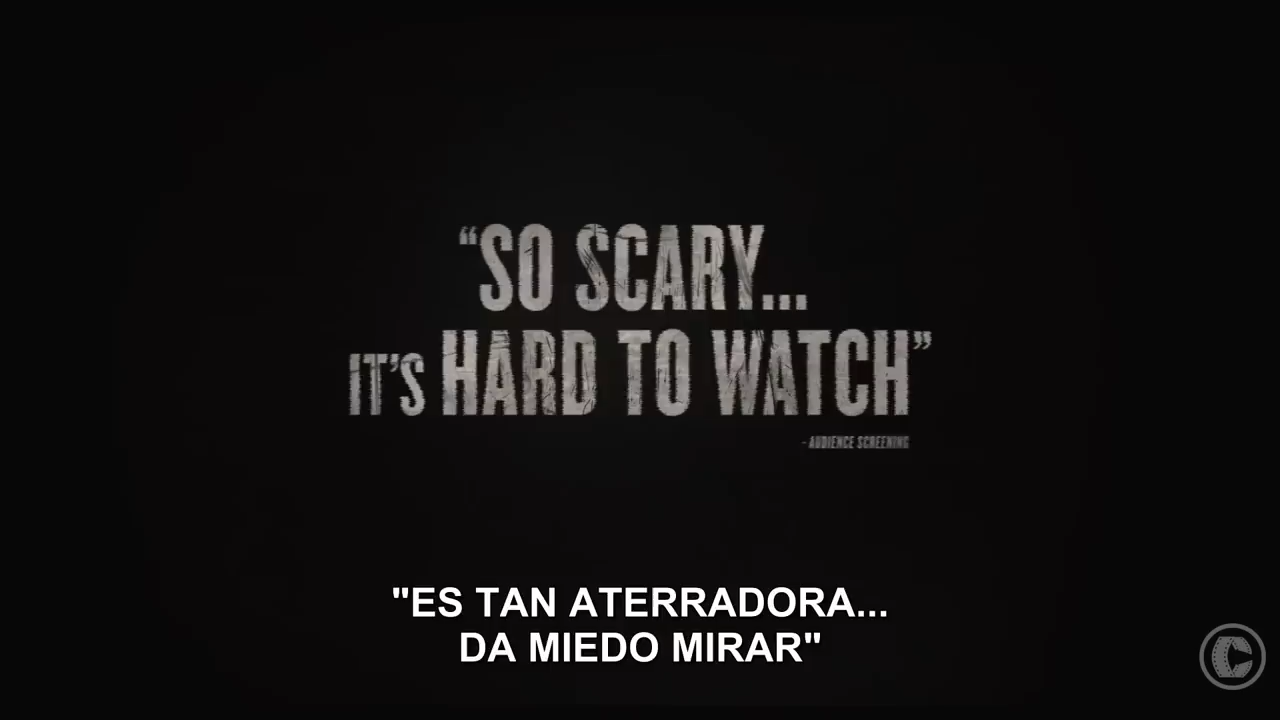 “SO SCARY...
IT’S HARD TO WATCH”
- AUDIENCE SCREENING
"ES TAN ATERRADORA...
DA MIEDO MIRAR"
C